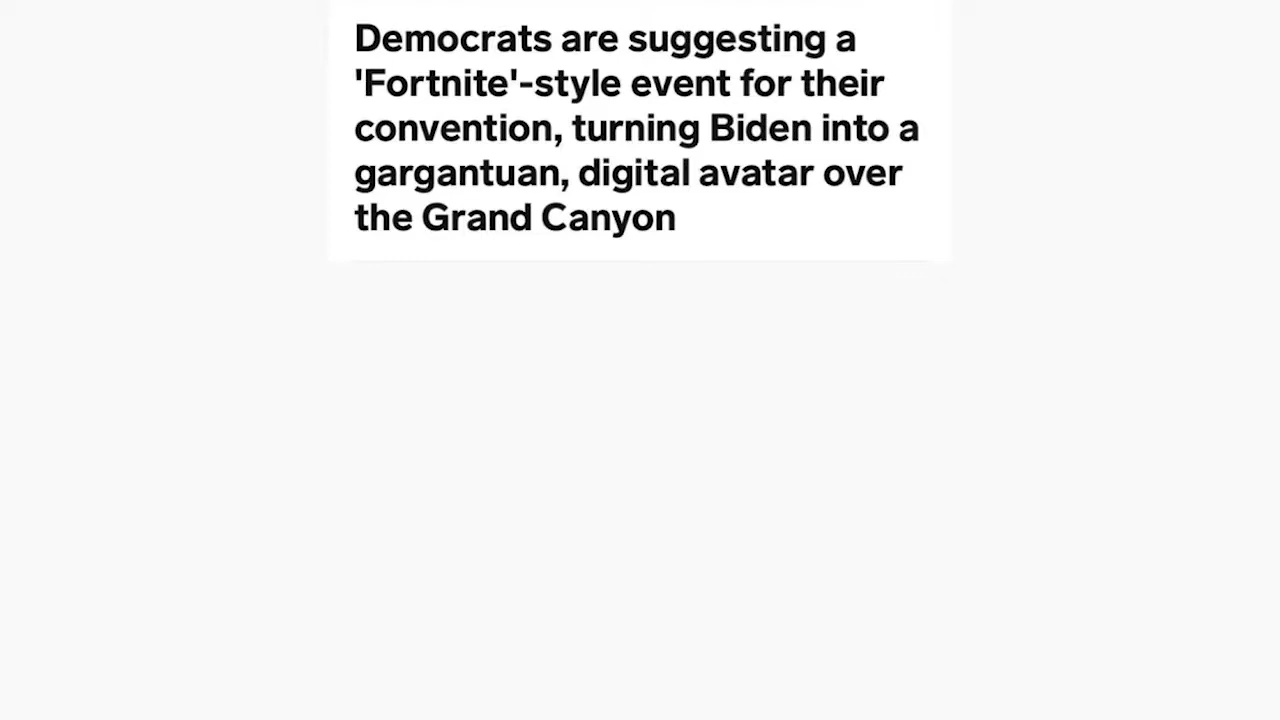 Democrats are suggesting a
'Fortnite'-style event for their
convention, turning Biden into a
gargantuan, digital avatar over
the Grand Canyon